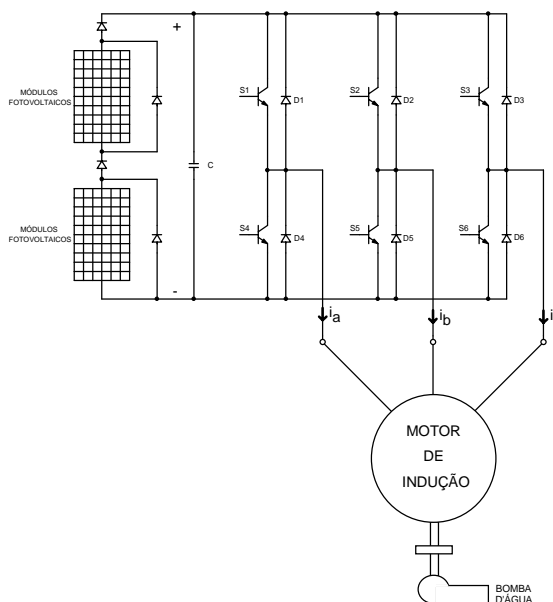 +
MÓDULOS
FOTOVOLTAICOS
S1
D1
S2
D2
S3
D3
C
MÓDULOS
FOTOVOLTAICOS
S4
D4
S5
D5
S6
D6
-
ia
ib
i
MOTOR
DE
INDUÇÃO
BOMBA
D'ÁGUA